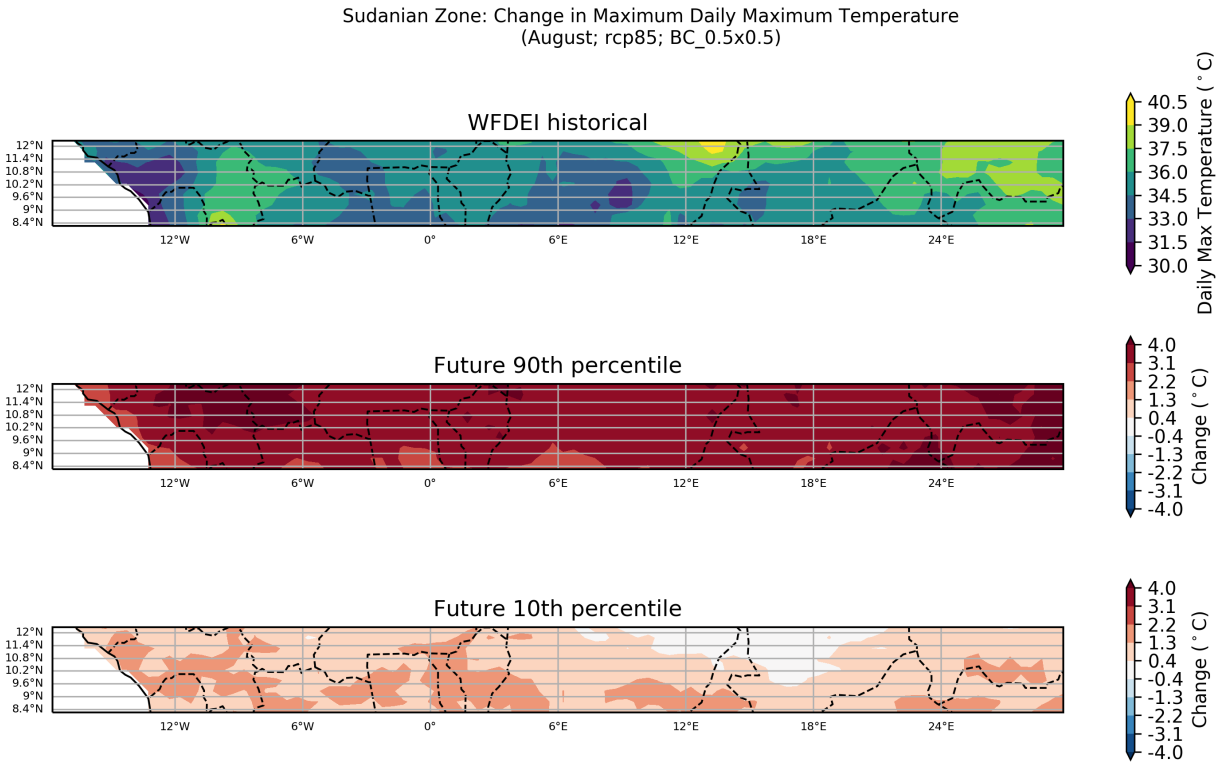 Sudanian Zone: Change in Maximum Daily Maximum Temperature
(August; rcp85; BC_0.5x0.5)
WFDEI historical
12°N
11.4°N
10.8°N
10.2°N
9.6°N
9°N
8.4°N
12°W
6°W
0°
6°E
12°E
18°E
24°E
40.5
39.0
37.5
36.0
34.5
33.0
31.5
30.0
Daily Max Temperature (°C)
Future 90th percentile
12°N
11.4°N
10.8°N
10.2°N
9.6°N
9°N
8.4°N
12°W
6°W
0°
6°E
12°E
18°E
24°E
4.0
3.1
2.2
1.3
0.4
-0.4
-1.3
-2.2
-3.1
-4.0
Change (°C)
Future 10th percentile
12°N
11.4°N
10.8°N
10.2°N
9.6°N
9°N
8.4°N
12°W
6°W
0°
6°E
12°E
18°E
24°E
4.0
3.1
2.2
1.3
0.4
-0.4
-1.3
-2.2
-3.1
-4.0
Change (°C)